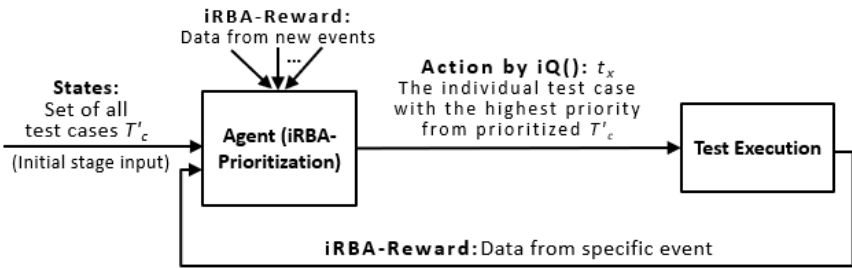 iRBA-Reward:
Data from new events
...
States:
Set of all
test cases T'c
(Initial stage input)
Agent (iRBA-
Prioritization)
Action by iQ(): tx
The individual test case
with the highest priority
from prioritized T'c
Test Execution
iRBA-Reward:Data from specific event